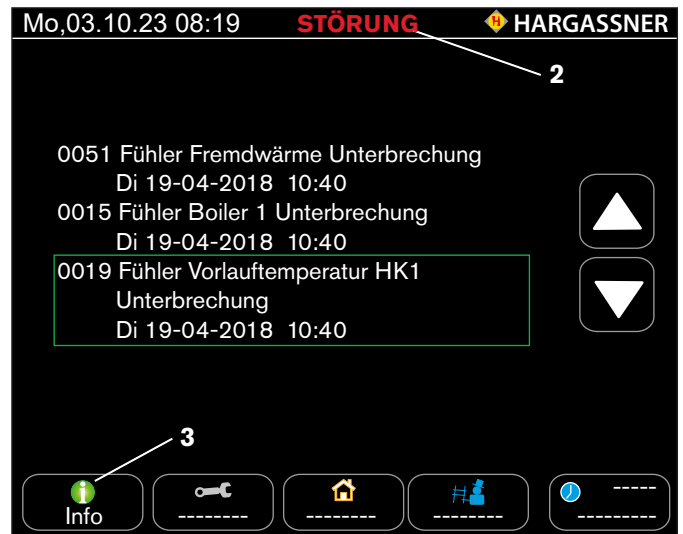 Mo,03.10.23 08:19 STÖRUNG HARGASSNER
2
0051 Fühler Fremdwärme Unterbrechung
Di 19-04-2018 10:40
0015 Fühler Boiler 1 Unterbrechung
Di 19-04-2018 10:40
0019 Fühler Vorlauftemperatur HK1
Unterbrechung
Di 19-04-2018 10:40
3
-----
Info -------- -------- -------- ---------